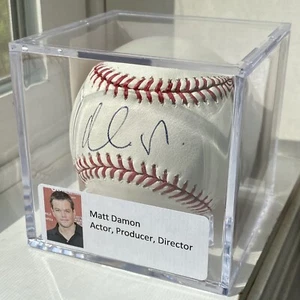 Matt Damon
Actor, Producer, Director